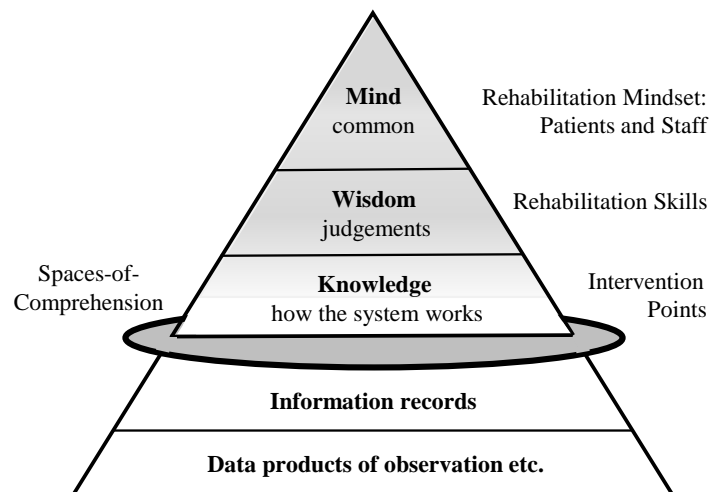 Mind
common
Rehabilitation Mindset:
Patients and Staff
Wisdom
judgements
Rehabilitation Skills
Spaces-of-
Comprehension
Knowledge
how the system works
Intervention
Points
Information records
Data products of observation etc.